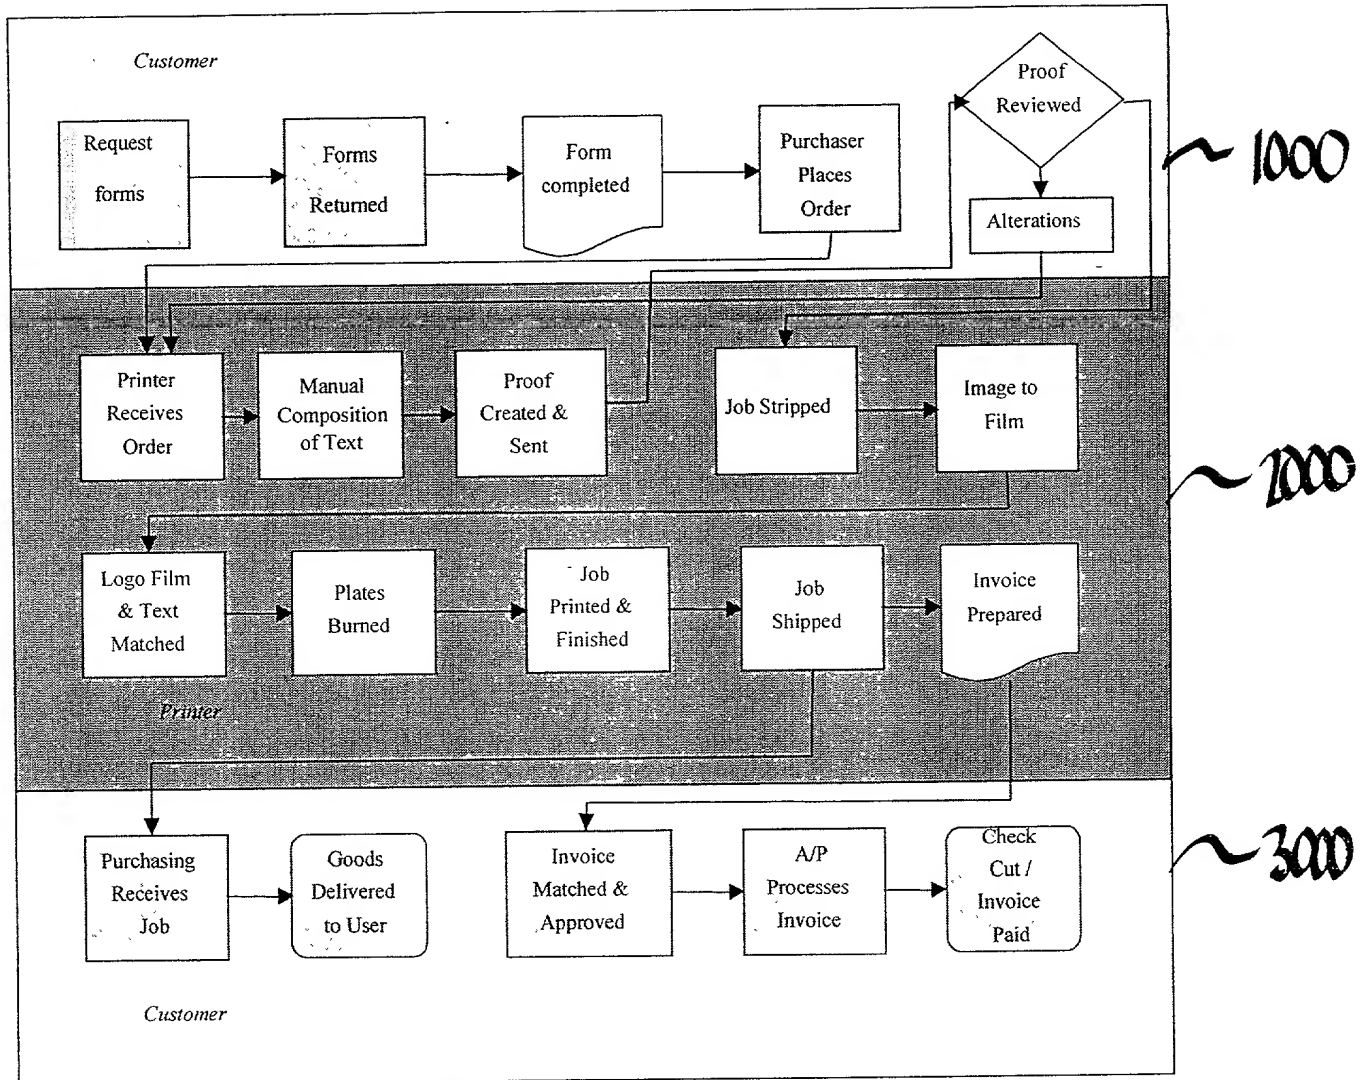 Customer
Request
forms
Forms
Returned
Form
completed
Purchaser
Places
Order
Proof
Reviewed
Alterations
1000
Printer
Receives
Order
Manual
Composition
of Text
Proof
Created &
Sent
Job Stripped
Image to
Film
2000
Logo Film
& Text
Matched
Plates
Burned
Job
Printed &
Finished
Job
Shipped
Invoice
Prepared
Printer
Purchasing
Receives
Job
Goods
Delivered
to User
Invoice
Matched &
Approved
A/P
Processes
Invoice
Check
Cut /
Invoice
Paid
3000
Customer